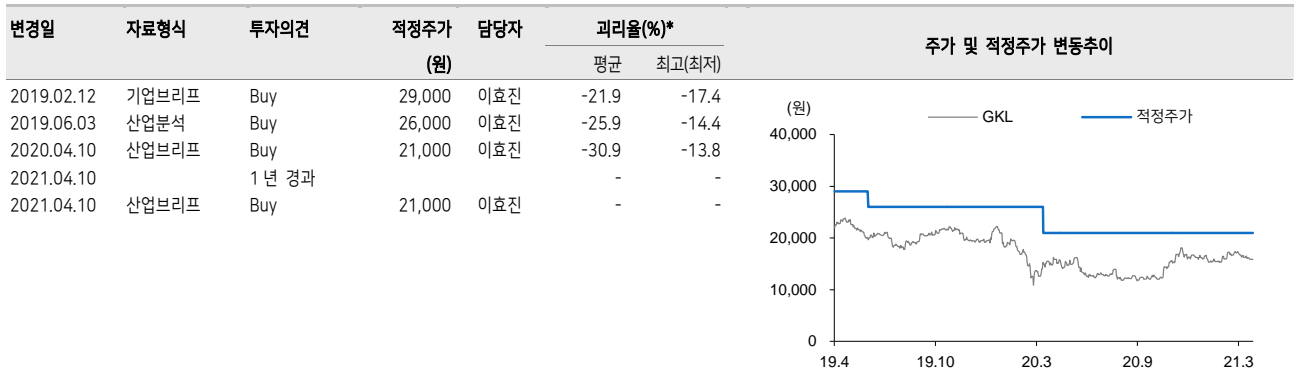 변경일 자료형식 투자의견 적정주가 담당자 괴리율(%)*
(원) 평균 최고(최저)
2019.02.12 기업브리프 Buy 29,000 이효진 -21.9 -17.4
2019.06.03 산업분석 Buy 26,000 이효진 -25.9 -14.4
2020.04.10 산업브리프 Buy 21,000 이효진 -30.9 -13.8
2021.04.10 1년 경과 - -
2021.04.10 산업브리프 Buy 21,000 이효진 - -
주가 및 적정주가 변동추이
(원)
GKL 적정주가
40,000
30,000
20,000
10,000
0
19.4 19.10 20.3 20.9 21.3